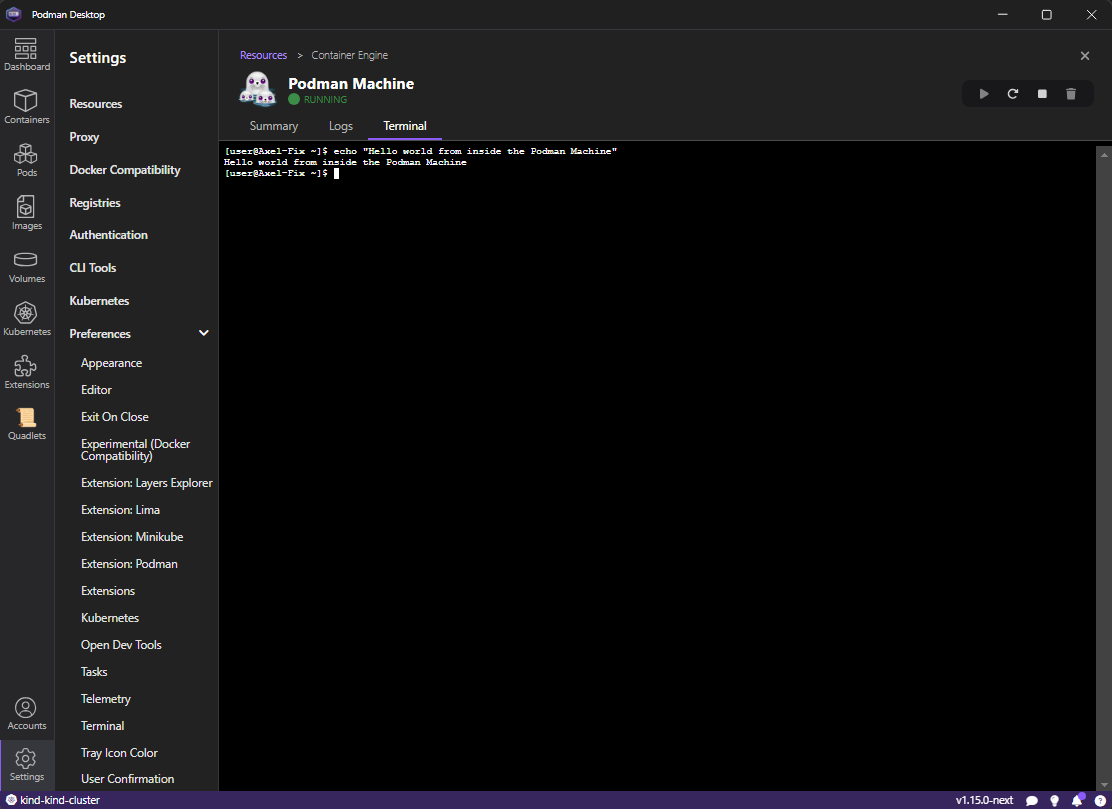 Podman Desktop
Dashboard
Containers
Pods
Images
Volumes
Kubernetes
Extensions
Quadlets
Accounts
Settings
Settings
Resources
Proxy
Docker Compatibility
Registries
Authentication
CLI Tools
Kubernetes
Preferences
Appearance
Editor
Exit On Close
Experimental (Docker
Compatibility)
Extension: Layers Explorer
Extension: Lima
Extension: Minikube
Extension: Podman
Extensions
Kubernetes
Open Dev Tools
Tasks
Telemetry
Terminal
Tray Icon Color
User Confirmation
Resources > Container Engine
Podman Machine
RUNNING
Summary Logs Terminal
[user@Axel-Fix ~]$ echo "Hello world from inside the Podman Machine"
Hello world from inside the Podman Machine
[user@Axel-Fix ~]$
kind-kind-cluster
v1.15.0-next